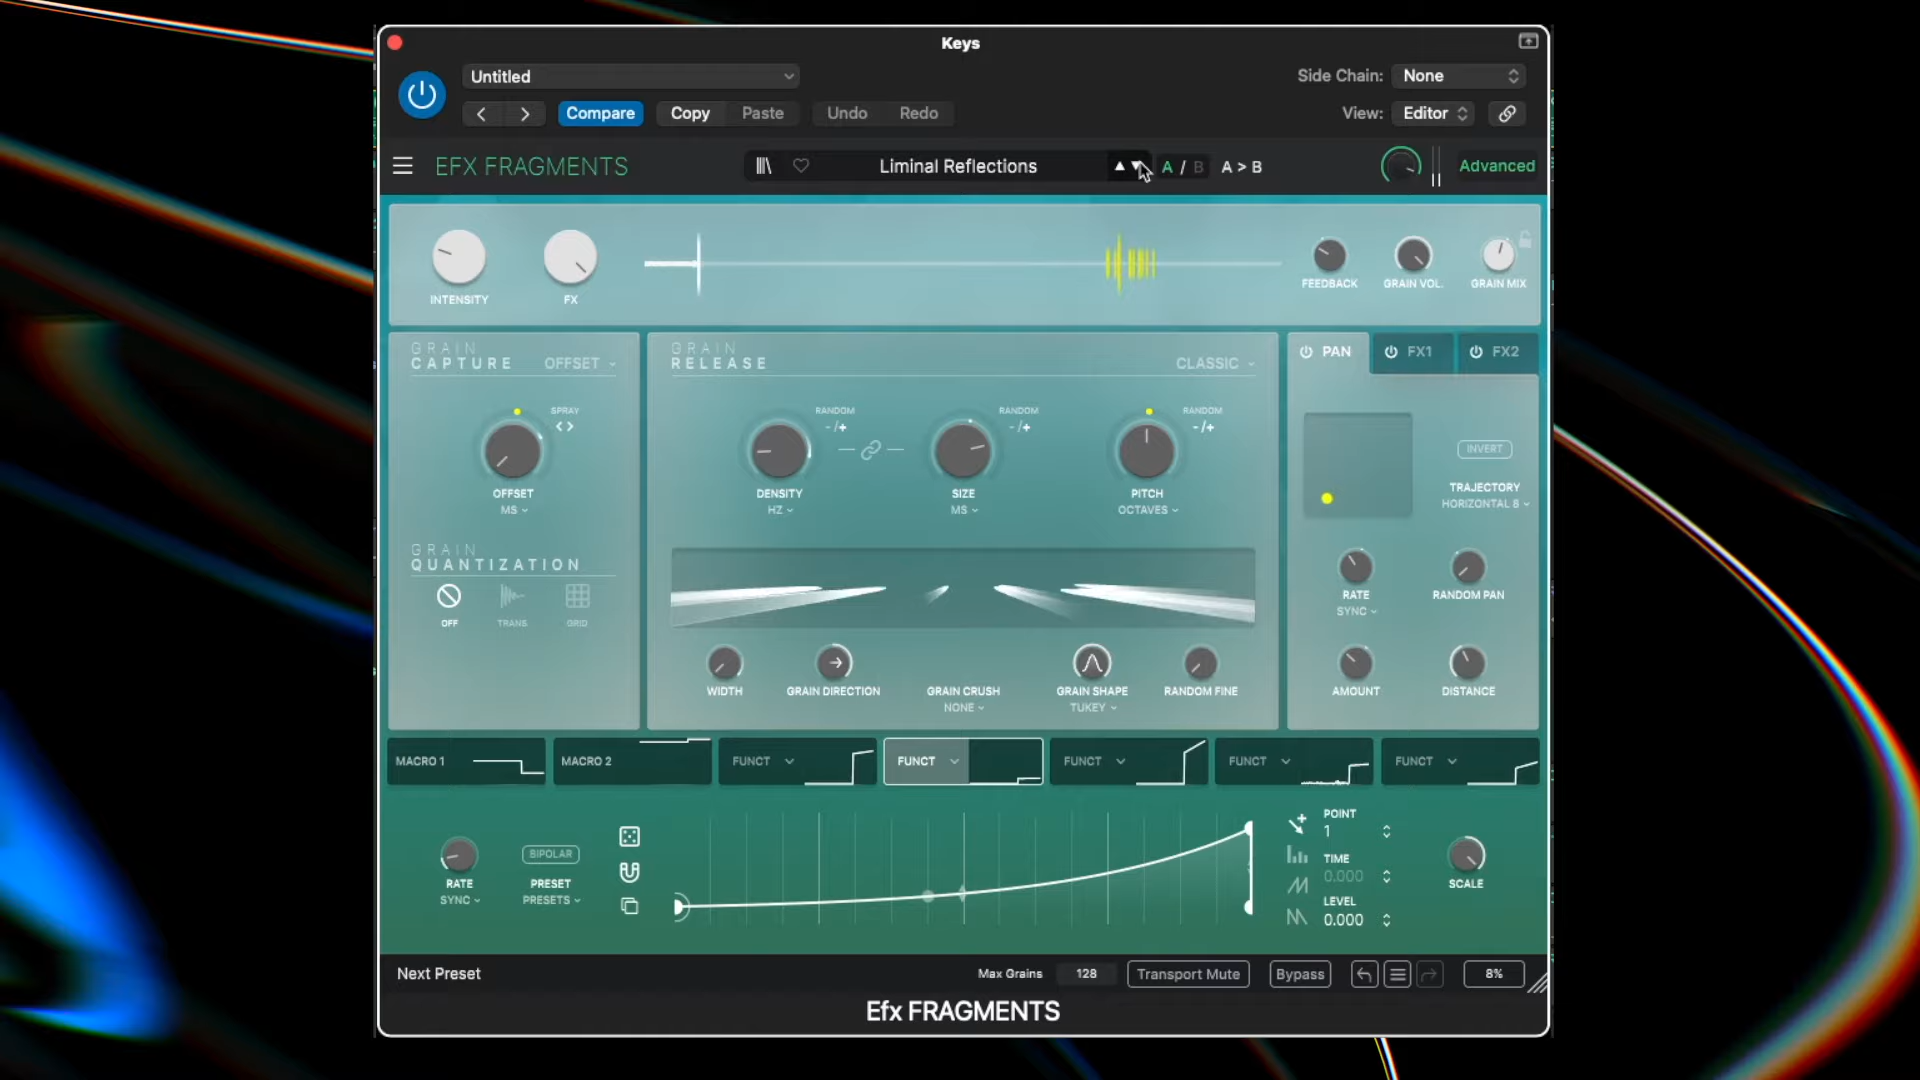 Keys
Untitled
Side Chain: None
Compare Copy Paste Undo Redo
View: Editor
EFX FRAGMENTS
Liminal Reflections
A / B A > B
Advanced
INTENSITY FX
FEEDBACK GRAIN VOL. GRAIN MIX
GRAIN
CAPTURE OFFSET
SPRAY
OFFSET
MS
GRAIN
QUANTIZATION
OFF TRANS GRID
GRAIN
RELEASE CLASSIC
RANDOM RANDOM RANDOM
- /+ - /+ - /+
DENSITY SIZE PITCH
HZ MS OCTAVES
WIDTH GRAIN DIRECTION GRAIN CRUSH GRAIN SHAPE RANDOM FINE
NONE TUKEY
PAN FX1 FX2
INVERT
TRAJECTORY
HORIZONTAL 8
RATE RANDOM PAN
SYNC
AMOUNT DISTANCE
MACRO 1 MACRO 2 FUNCT FUNCT FUNCT FUNCT FUNCT
RATE
SYNC
BIPOLAR
PRESET
PRESETS
POINT
1
TIME
0.000
LEVEL
0.000
SCALE
Next Preset
Max Grains 128 Transport Mute Bypass 8%
Efx FRAGMENTS